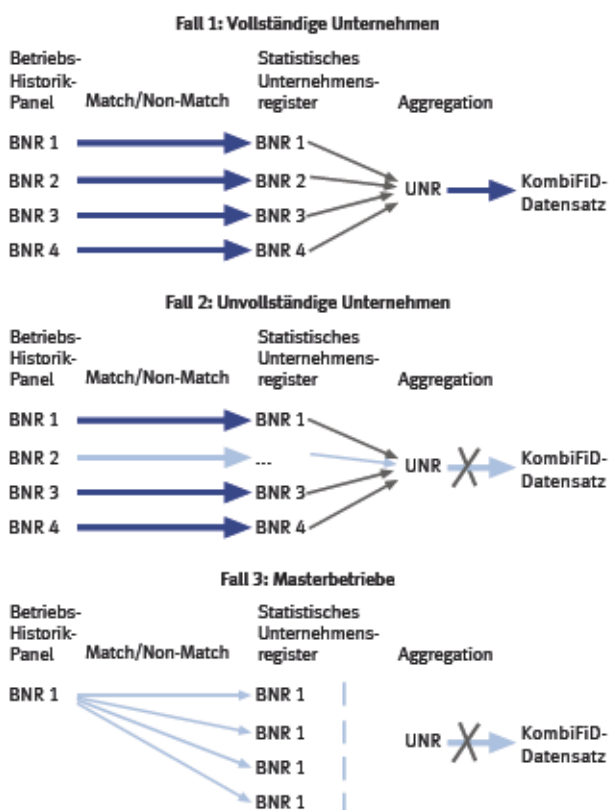 Fall 1: Vollständige Unternehmen
Betriebs-
Historik-
Panel
Match/Non-Match
Statistisches
Unternehmens-
register
Aggregation
BNR 1
BNR 1
BNR 2
BNR 2
BNR 3
BNR 3
BNR 4
BNR 4
UNR
KombiFiD-
Datensatz
Fall 2: Unvollständige Unternehmen
Betriebs-
Historik-
Panel
Match/Non-Match
Statistisches
Unternehmens-
register
Aggregation
BNR 1
BNR 1
BNR 2
...
BNR 3
BNR 3
BNR 4
BNR 4
UNR
KombiFiD-
Datensatz
Fall 3: Masterbetriebe
Betriebs-
Historik-
Panel
Match/Non-Match
Statistisches
Unternehmens-
register
Aggregation
BNR 1
BNR 1
BNR 1
BNR 1
BNR 1
UNR
KombiFiD-
Datensatz